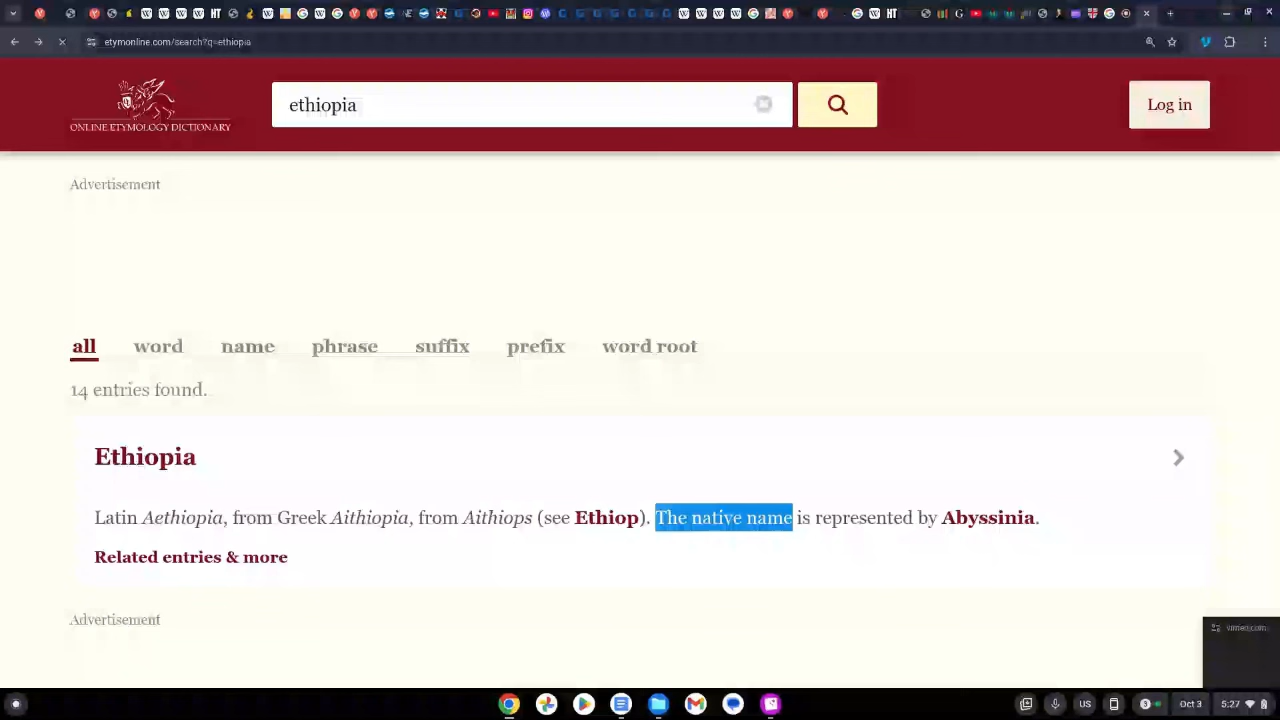 etymonline.com/search?q=ethiopia
ONLINE ETYMOLOGY DICTIONARY
ethiopia
Log in
Advertisement
all word name phrase suffix prefix word root
14 entries found.
Ethiopia
Latin Aethiopia, from Greek Aithiopia, from Aithiops (see Ethiop). The native name is represented by Abyssinia.
Related entries & more
Advertisement
vimeo.com
US Oct 3 5:27